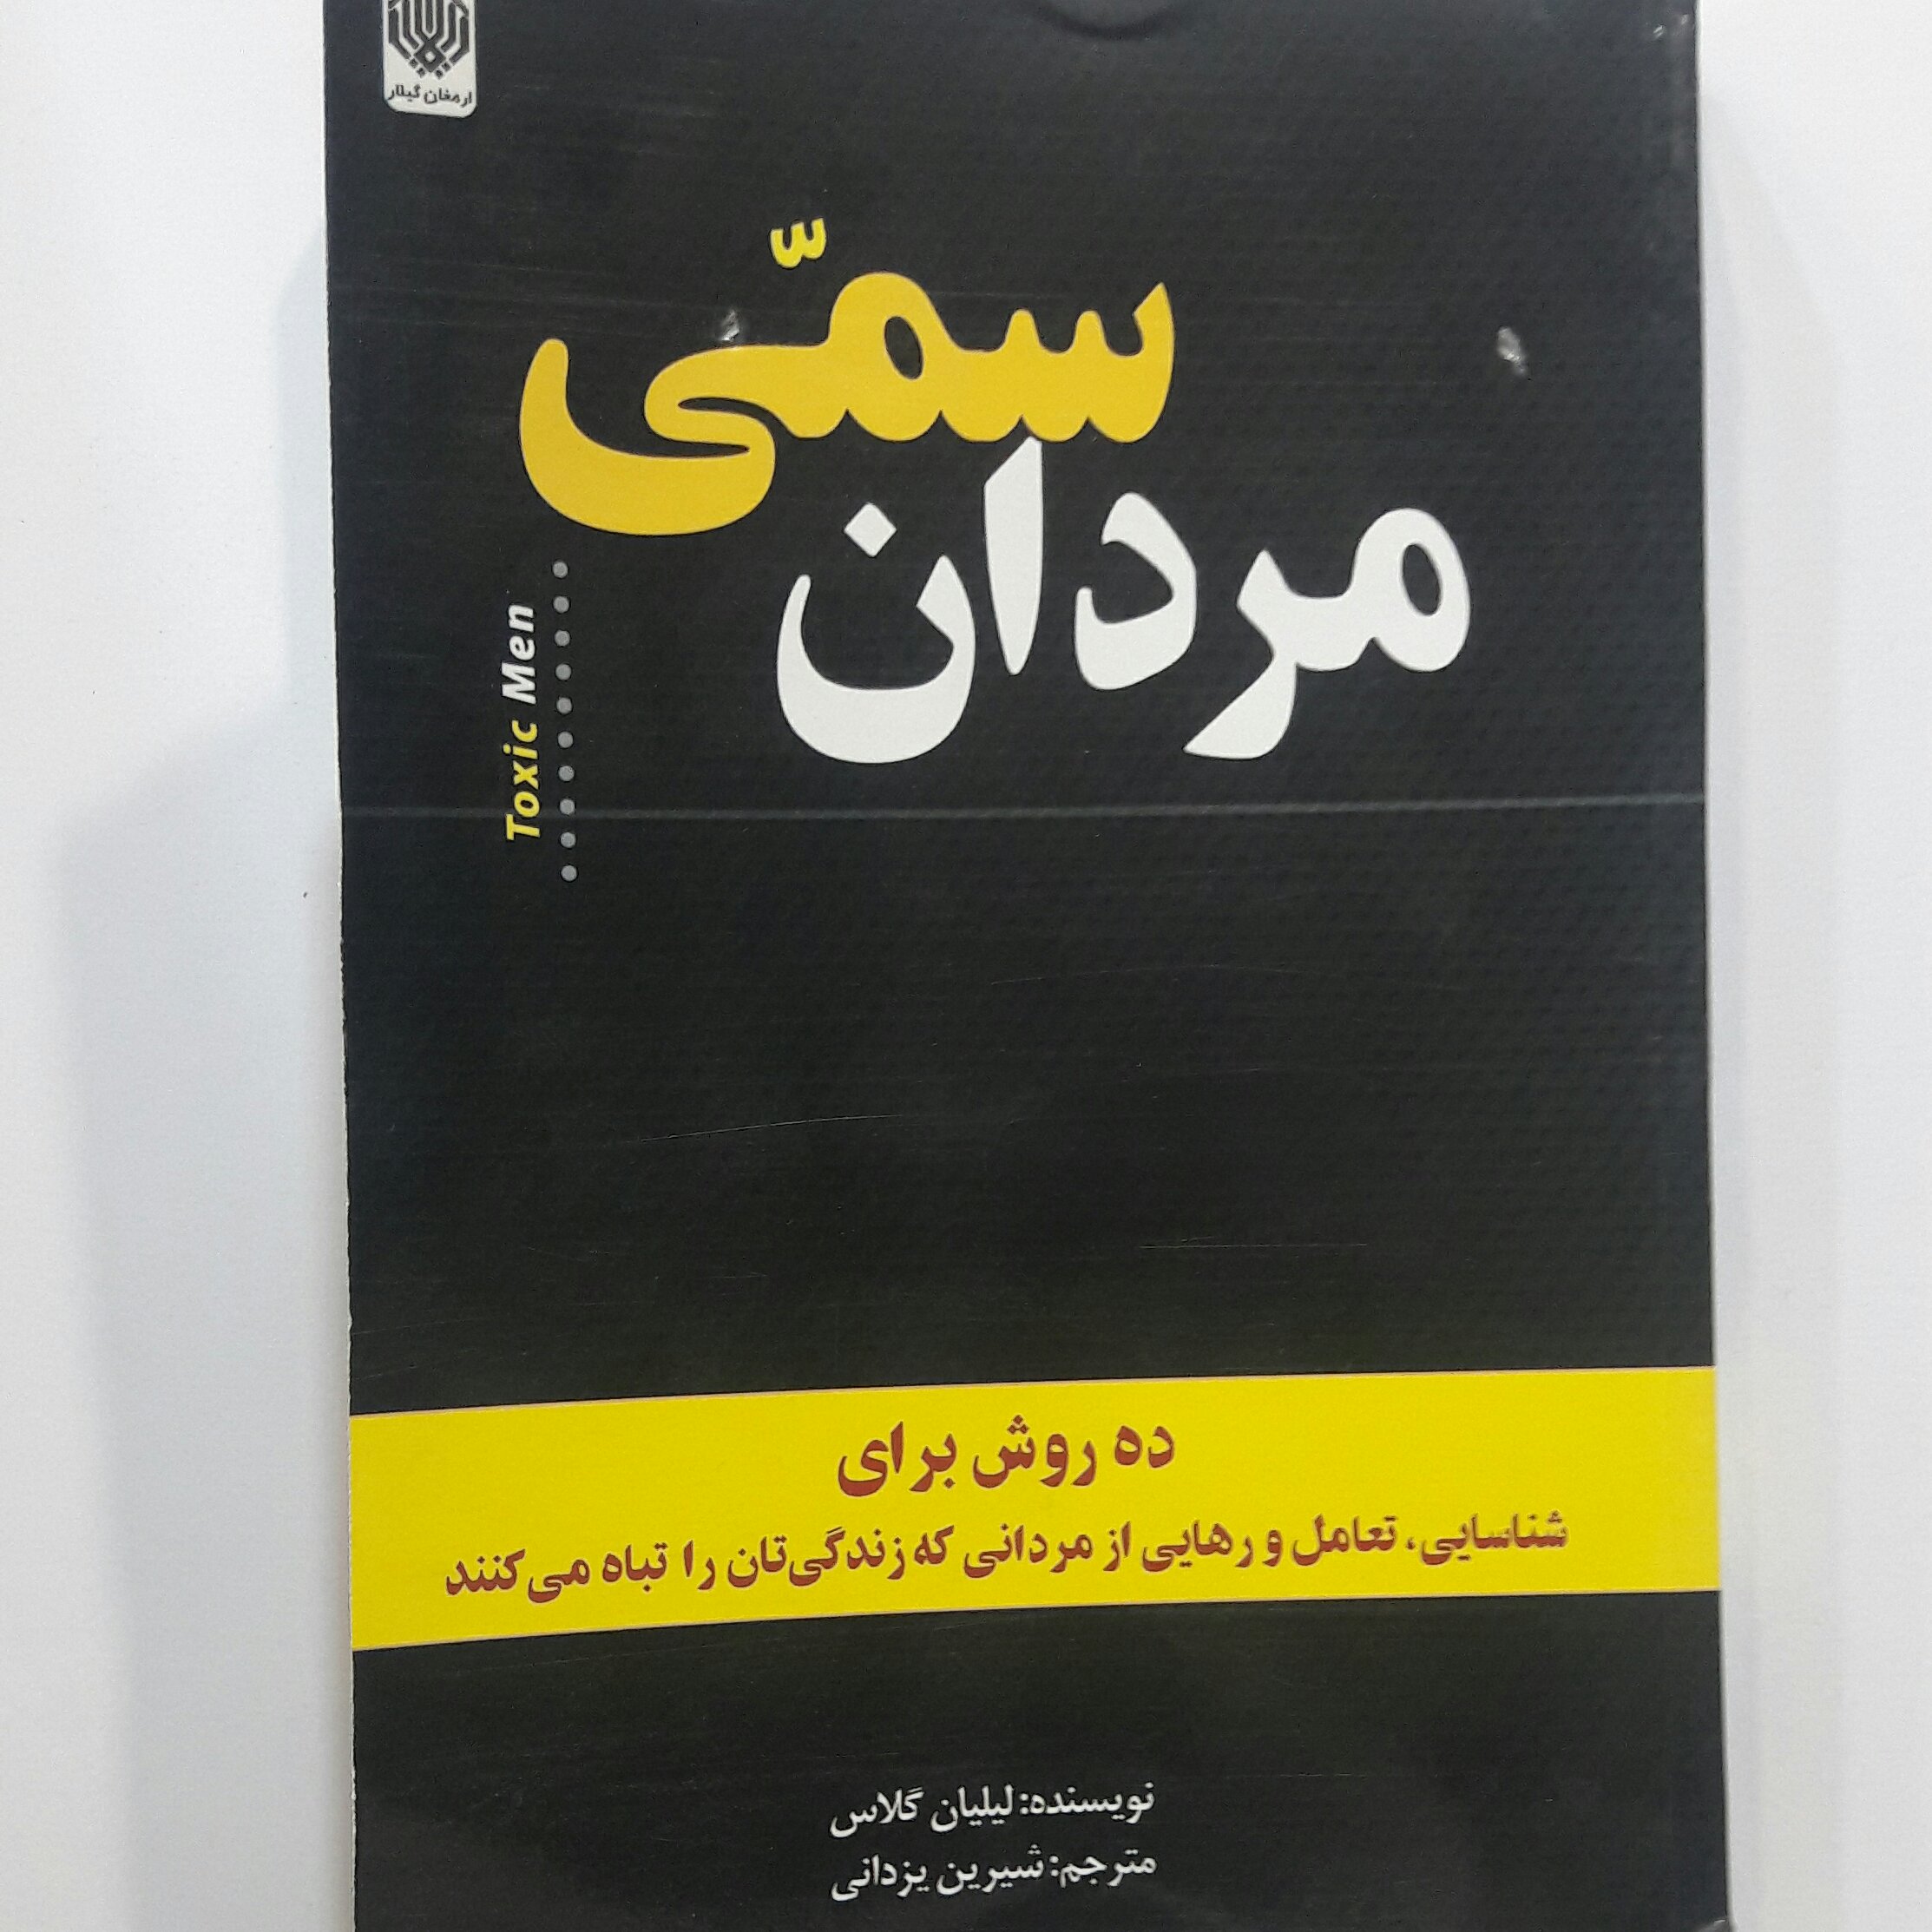 ارمغان گیلار
سمّی
مردان
Toxic Men
ده روش برای
شناسایی، تعامل و رهایی از مردانی که زندگی‌تان را تباه می‌کنند
نویسنده: لیلیان گلاس
مترجم: شیرین یزدانی